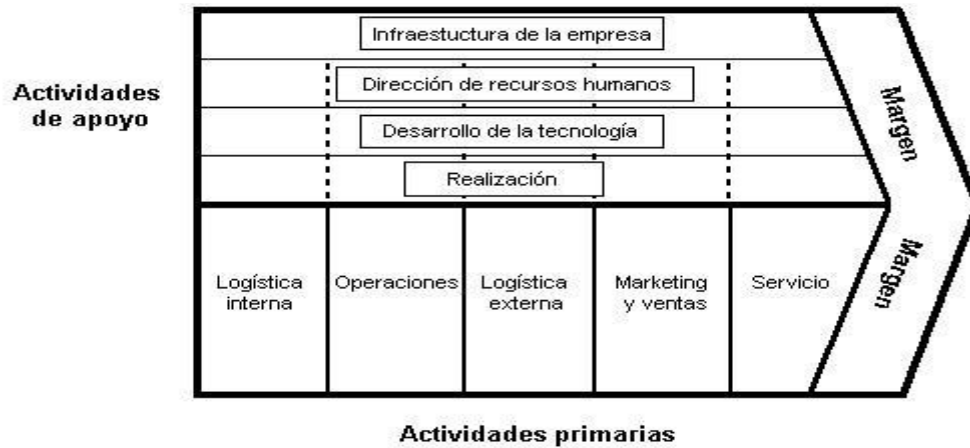 Infraestuctura de la empresa
Dirección de recursos humanos
Actividades
de apoyo
Desarrollo de la tecnología
Realización
Margen
Margen
Logística
interna
Operaciones
Logística
externa
Marketing
y ventas
Servicio
Actividades primarias